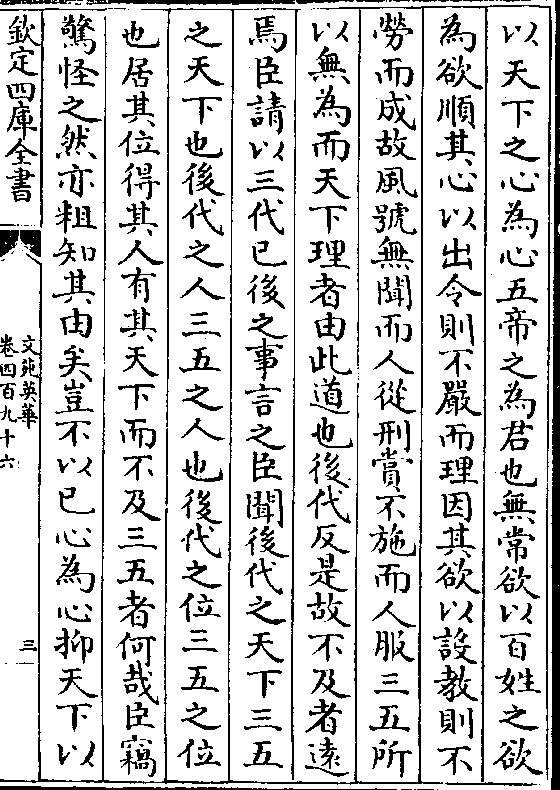 以天下之心為心五帝之為君也無常欲以百姓之欲
為欲順其心以出令則不嚴而理因其欲以設教則不
勞而成故風號無聞而人從刑賞不施而人服三五所
以無為而天下理者由此道也後代反是故不及者遠
焉臣請以三代已後之事言之臣聞後代之天下三五
之天下也後代之人三五之人也後代之位三五之位
也居其位得其人有其天下而不及三五者何哉臣竊
驚怪之然亦粗知其由矣豈不以已心為心抑天下以
欽定四庫全書
文苑英華
卷四百九十六
三